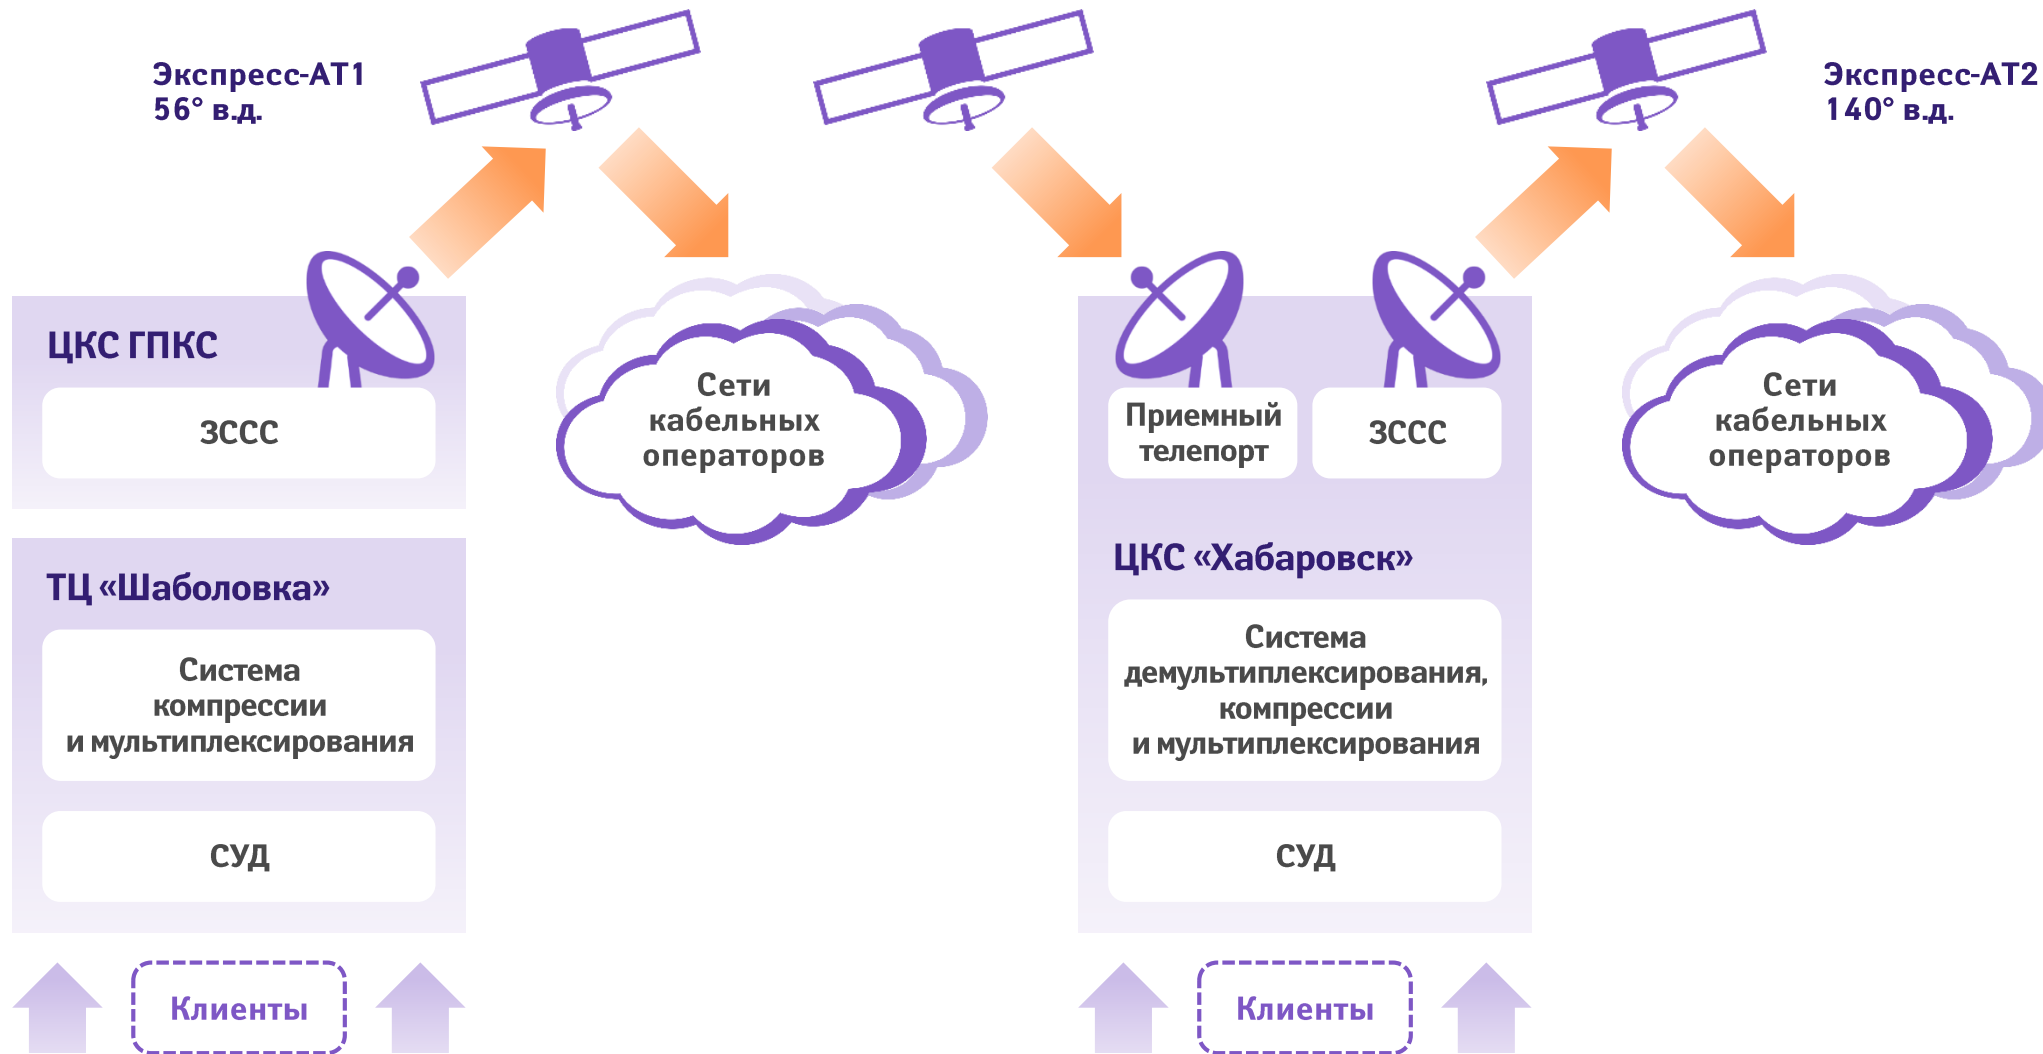 Экспресс-АТ1
56° в.д.
Экспресс-АТ2
140° в.д.
ЦКС ГПКС
ЗССС
Сети
кабельных
операторов
ТЦ «Шаболовка»
Система
компрессии
и мультиплексирования
СУД
Клиенты
Приемный
телепорт
ЗССС
ЦКС «Хабаровск»
Система
демультиплексирования,
компрессии
и мультиплексирования
СУД
Клиенты
Сети
кабельных
операторов